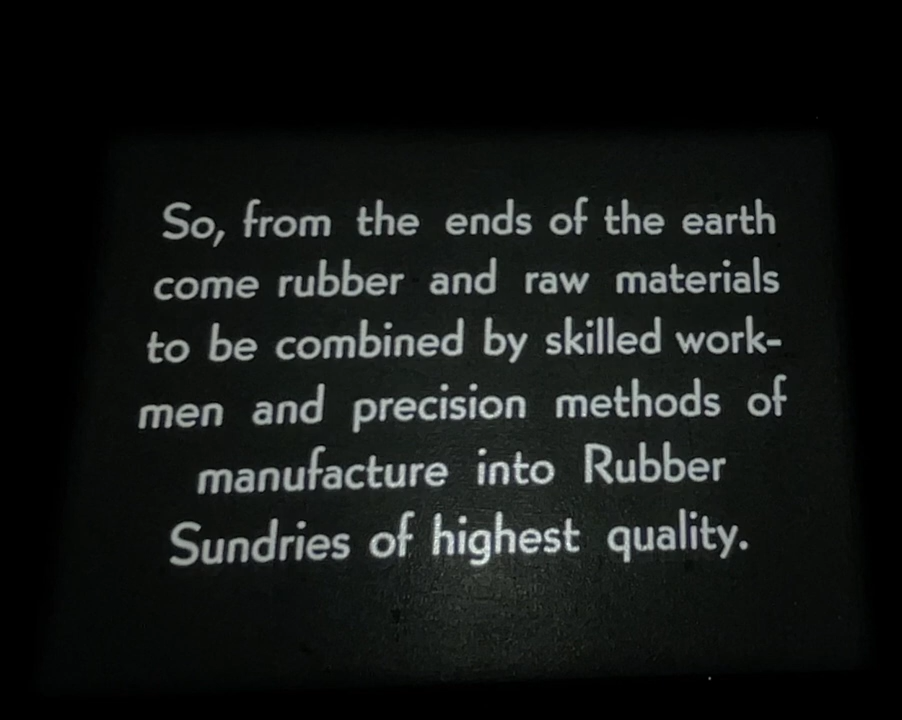 So, from the ends of the earth
come rubber and raw materials
to be combined by skilled work-
men and precision methods of
manufacture into Rubber
Sundries of highest quality.